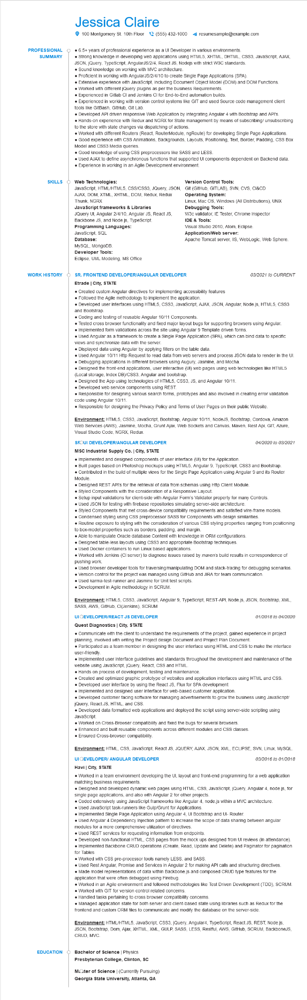 Jessica Claire
100 Montgomery St. 10th Floor (555) 432-1000 resumesample@example.com
PROFESSIONAL
SUMMARY
● 6.5+ years of professional experience as a UI Developer in various environments.
● Strong knowledge in developing web applications using HTML5, XHTML, DHTML, CSS3, JavaScript, AJAX,
JSON, jQuery, TypeScript, AngularJS/2/4, React JS, Nodejs with strict W3C standards.
● Sound knowledge on working with MVC architecture.
● Proficient in working with AngularJS/2/4/10 to create Single Page Applications (SPA).
● Extensive experience with JavaScript, including Document Object Model (DOM) and DOM Functions.
● Worked with different jQuery plugins as per the business Requirements.
● Experienced in Gitlab CI and Jenkins CI for End-to-End automation builds.
● Experienced in working with version control systems like GIT and used Source code management client
tools like GitBash, GitHub, Git Lab.
● Developed API driven responsive Web Application by integrating Angular 4 with Bootstrap and API's.
● Hands-on experience with Redux and NGRX for State management by means of subscribing/ unsubscribing
to the store with state changes via dispatching of actions.
● Worked with different Routers (React, RouterModule, ngRoute) for developing Single Page Applications.
● Good experience with CSS Animations, Backgrounds, Layouts, Positioning, Text, Border, Padding, CSS Box
Model and CSS3 Media queries.
● Good knowledge of using CSS preprocessors like SASS and LESS.
● Used AJAX to define asynchronous functions that supported UI components dependent on Backend data.
● Experience in working in an Agile Development environment.
SKILLS
Web Technologies:
JavaScript, HTML/HTML5, CSS/CSS3, JQuery, JSON,
AJAX, DOM, XTML, XHTML, DOM, Redux, Redux
Thunk, NGRX
JavaScript frameworks & Libraries
JQuery UI, Angular 2/4/10, Angular JS, React JS,
Backbone JS, and Node js, TypeScript.
Programming Languages:
JavaScript, SQL
Database:
MySQL, MongoDB.
Developer Tools:
Eclipse, UML Modeling, MS Office
Version Control Tools:
Git (GitHub, GITLAB), SVN, CVS, CI&CD
Operating System:
Linux, Mac OS, Windows (All Distributions), UNIX
Debugging Tools:
W3c validator, IE Tester, Chrome Inspector
IDE & Tools:
Visual Studio 2010, Atom, Eclipse.
Application/Web server:
Apache Tomcat server, IIS, WebLogic, Web Sphere.
WORK HISTORY
SR. FRONTEND DEVELOPER/ANGULAR DEVELOPER 03/2021 to CURRENT
Etrade | City, STATE
● Created custom Angular directives for implementing accessibility features
● Followed the Agile methodology to implement the application.
● Developed user interfaces using HTML5, CSS3, JavaScript, AJAX, JSON, Angular, Node.js, HTML5, CSS3
and Bootstrap.
● Coding and testing of reusable Angular 10/11 Components.
● Tested cross browser functionality and fixed major layout bugs for supporting browsers using Angular.
● Implemented form validations across the site using Angular 9 Template driven forms.
● Used Angular as a framework to create a Single Page Application (SPA), which can bind data to specific
views and synchronize data with the server.
● Displayed data using Angular by applying filters on the table data.
● Used Angular 10/11 Http Request to read data from web servers and process JSON data to render in the UI.
● Debugging applications in different browsers using Augury, Jasmine, and Mocha.
● Designed the front-end applications, user interactive (UI) web pages using web technologies like HTML5
(Local storage, Index DB)/CSS3, Angular and bootstrap.
● Designed the App using technologies of HTML5, CSS3, JS, and Angular 10/11.
● Developed web service components using REST.
● Responsible for designing various search forms, prototypes and also involved in creating error validation
code using Angular 10/11.
● Responsible for designing the Privacy Policy and Terms of User Pages on their public Website.
Environment: HTML5, CSS3, JavaScript, Bootstrap, Angular 10/11, NodeJS, Bootstrap, Cordova, Amazon
Web Services (AWS), Jasmine, Mocha, Grunt Ajax, Web Sockets and Canvas, Maven, Rest Api, GIT, Azure,
Visual Studio Code, NGRX, Redux.
UI DEVELOPER/ANGULAR DEVELOPER 04/2020 to 03/2021
MSC Industrial Supply Co. | City, STATE
● Implemented and designed components of user interface (UI) for the Application.
● Built pages based on Photoshop mockups using HTML5, Angular 9, TypeScript, CSS3 and Bootstrap.
● Contributed in the build of multiple views for the Single Page Application using Angular 9 and its Router
Module.
● Designed REST API's for the retrieval of data from schemas using Http Client Module.
● Styled Components with the consideration of a Responsive Layout.
● Setup input validations for client-side with Angular Form's Validator property for many Controls.
● Used JSON for testing with firebase repositories simulating server-side architecture.
● Styled Components that met cross-device compatibility requirements and satisfied wire-frame models.
● Condensed styling using CSS preprocessor SASS for Components with design similarities.
● Routine exposure to styling with the consideration of various CSS styling properties ranging from positioning
to box-model properties such as borders, padding, and margin.
● Able to manipulate Oracle database Content with knowledge in ORM configurations.
● Designed table-less layouts using CSS3 and appropriate Bootstrap techniques.
● Used Docker containers to run Linux based applications.
● Worked with Jenkins (CI server) to diagnose issues raised by maven's build results in correspondence of
pushing work.
● Used browser developer tools for traversing/manipulating DOM and stack-tracing for debugging scenarios.
● Version control for the project was managed using GitHub and JIRA for team communication.
● Used karma-test-runner and Jasmine for Unit test scripts.
● Development in Agile methodology in SCRUM.
Environment: HTML5, CSS3, JavaScript, Angular 9, TypeScript, REST-API, Node.js, JSON, Bootstrap, XML,
SASS, AWS, GitHub, CI(Jenkins), SCRUM
UI EVELOPER/REACT JS DEVELOPER 01/2018 to 04/2020
Quest Diagnostics | City, STATE
● Communicate with the client to understand the requirements of the project, gained experience in project
planning, involved with writing the Project design Document and Project Plan Document.
● Participated as a team member in designing the user interface using HTML and CSS to make the interface
user-friendly.
● Implemented user interface guidelines and standards throughout the development and maintenance of the
website using JavaScript, jQuery, React, CSS and HTML.
● Hands on process of development, testing and maintenance.
● Created and optimized graphic prototype of websites and application interfaces using HTML and CSS.
● Developed user interface by using the React JS, Flux for SPA development
● Implemented and designed user interface for web-based customer application.
● Developed customer facing software for managing advertisements to grow the business using JavaScript/
jQuery, React.JS, HTML, and CSS.
● Developed data formatted web applications and deployed the script using server-side scripting using
JavaScript.
● Worked on Cross-Browser compatibility and fixed the bugs for several browsers.
● Enhanced and built reusable components across different modules and CSS classes.
● Ensured Cross-browser compatibility.
Environment: HTML, CSS, JavaScript, React JS, JQUERY, AJAX, JSON, XML, ECLIPSE, SVN, Linux, MySQL.
UI EVELOPER/ ANGULAR DEVELOPER 03/2016 to 01/2018
Havi | City, STATE
● Worked in a team environment developing the UI, layout and front-end programming for a web application
matching business requirements.
● Designed and developed dynamic web pages using HTML, CSS, JavaScript, jQuery, Angular 4, node.js, for
single page applications, and also with Angular 2 for other projects.
● Coded extensively using JavaScript frameworks like Angular 4, node.js within a MVC architecture.
● Used JavaScript task-runners like Gulp/Grunt for Applications.
● Implemented Single Page Application using Angular 4, UI Bootstrap and UI- Router.
● Used Angular 4 Dependency Injection pattern to increase the scope of data sharing between angular
modules for a more comprehensive utilization of directives.
● Used REST services for requesting information from endpoints.
● Developed non-functional HTML, CSS pages from the mock ups designed from UI reviews (in attendance).
● Implemented Backbone CRUD operations (Create, Read, Update and Delete) and Paginator for pagination
for Tables
● Worked with CSS pre-processor tools namely LESS, and SASS.
● Used Rest Angular, Promise and Services in Angular 2 for making API calls and structuring directives.
● Made model representations of data within Backbone.js and composed CRUD type features for the
application that were often debugged using Firebug.
● Worked in an Agile environment and followed methodologies like Test Driven Development (TDD), SCRUM.
● Worked with GIT for version control related concerns.
● Handled tasks pertaining to cross browser compatibility concerns.
● Managed application state for both server and client-based state using libraries such as Redux for the
frontend and custom ORM files to communicate and modify the database on the server-side.
Environment: HTML/HTML5, JavaScript, CSS3, jQuery, Angular4, TypeScript, React.JS, REST, Node.js,
JSON, Bootstrap, Dom, Ajax, XHTML, XML, GULP, SASS, LESS, Restful, AWS, GitHub, SCRUM, BackboneJS,
CRUD, MVC.
EDUCATION
Bachelor of Science | Physics
Presbyterian College, Clinton, SC
Master of Science | (Currently Pursuing)
Georgia State University, Atlanta, GA